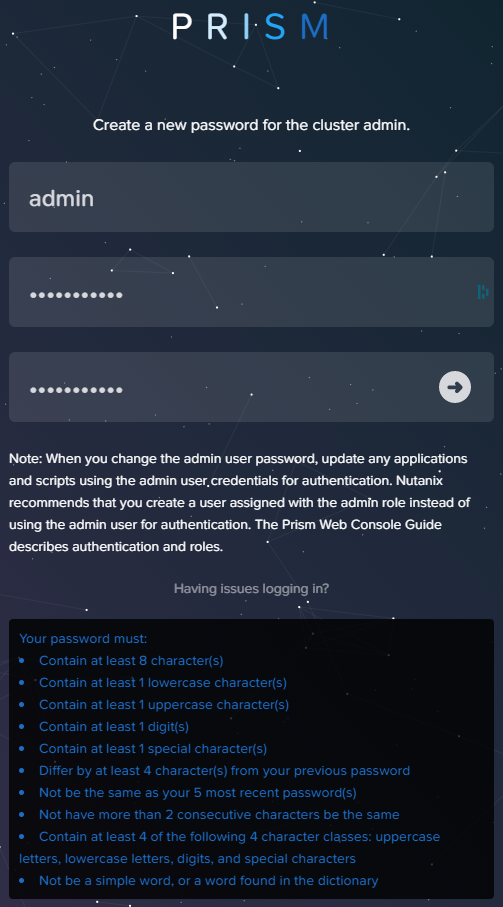 PRISM
Create a new password for the cluster admin.
admin
•••••••••••
•••••••••••
Note: When you change the admin user password, update any applications
and scripts using the admin user credentials for authentication. Nutanix
recommends that you create a user assigned with the admin role instead of
using the admin user for authentication. The Prism Web Console Guide
describes authentication and roles.
Having issues logging in?
Your password must:
• Contain at least 8 character(s)
• Contain at least 1 lowercase character(s)
• Contain at least 1 uppercase character(s)
• Contain at least 1 digit(s)
• Contain at least 1 special character(s)
• Differ by at least 4 character(s) from your previous password
• Not be the same as your 5 most recent password(s)
• Not have more than 2 consecutive characters be the same
• Contain at least 4 of the following 4 character classes: uppercase
letters, lowercase letters, digits, and special characters
• Not be a simple word, or a word found in the dictionary